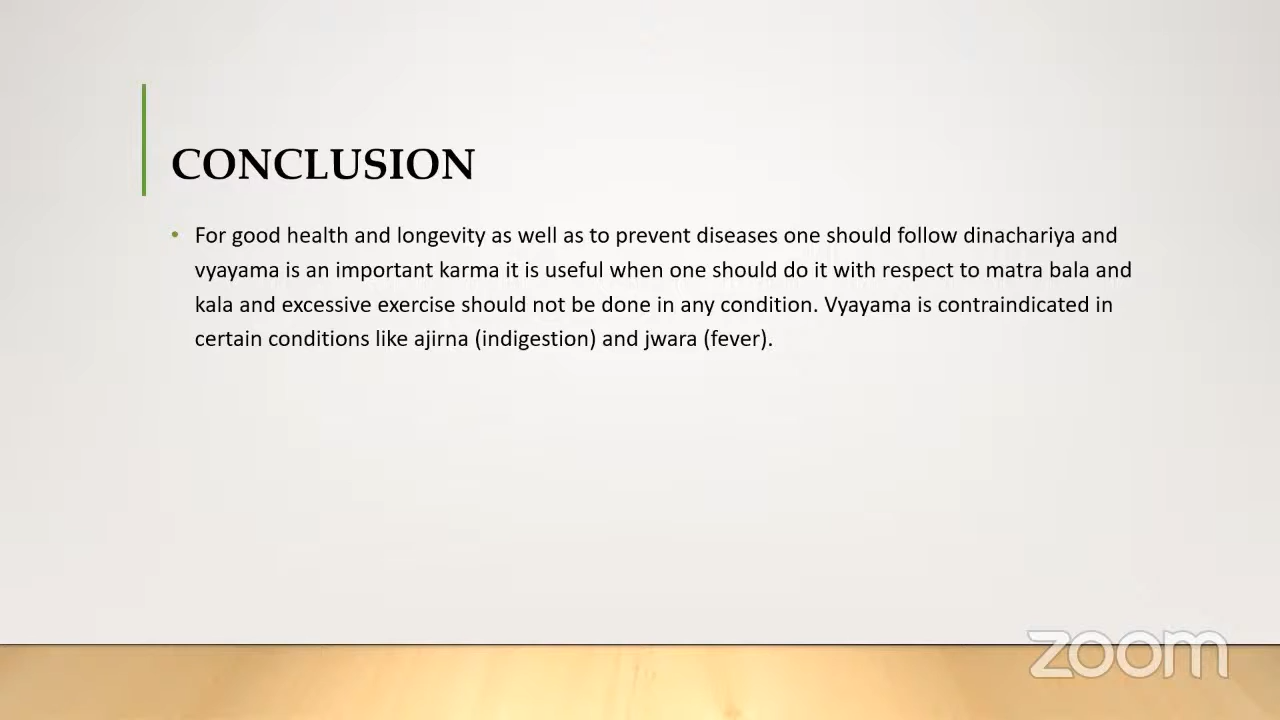 CONCLUSION
• For good health and longevity as well as to prevent diseases one should follow dinachariya and
vyayama is an important karma it is useful when one should do it with respect to matra bala and
kala and excessive exercise should not be done in any condition. Vyayama is contraindicated in
certain conditions like ajirna (indigestion) and jwara (fever).
zoom